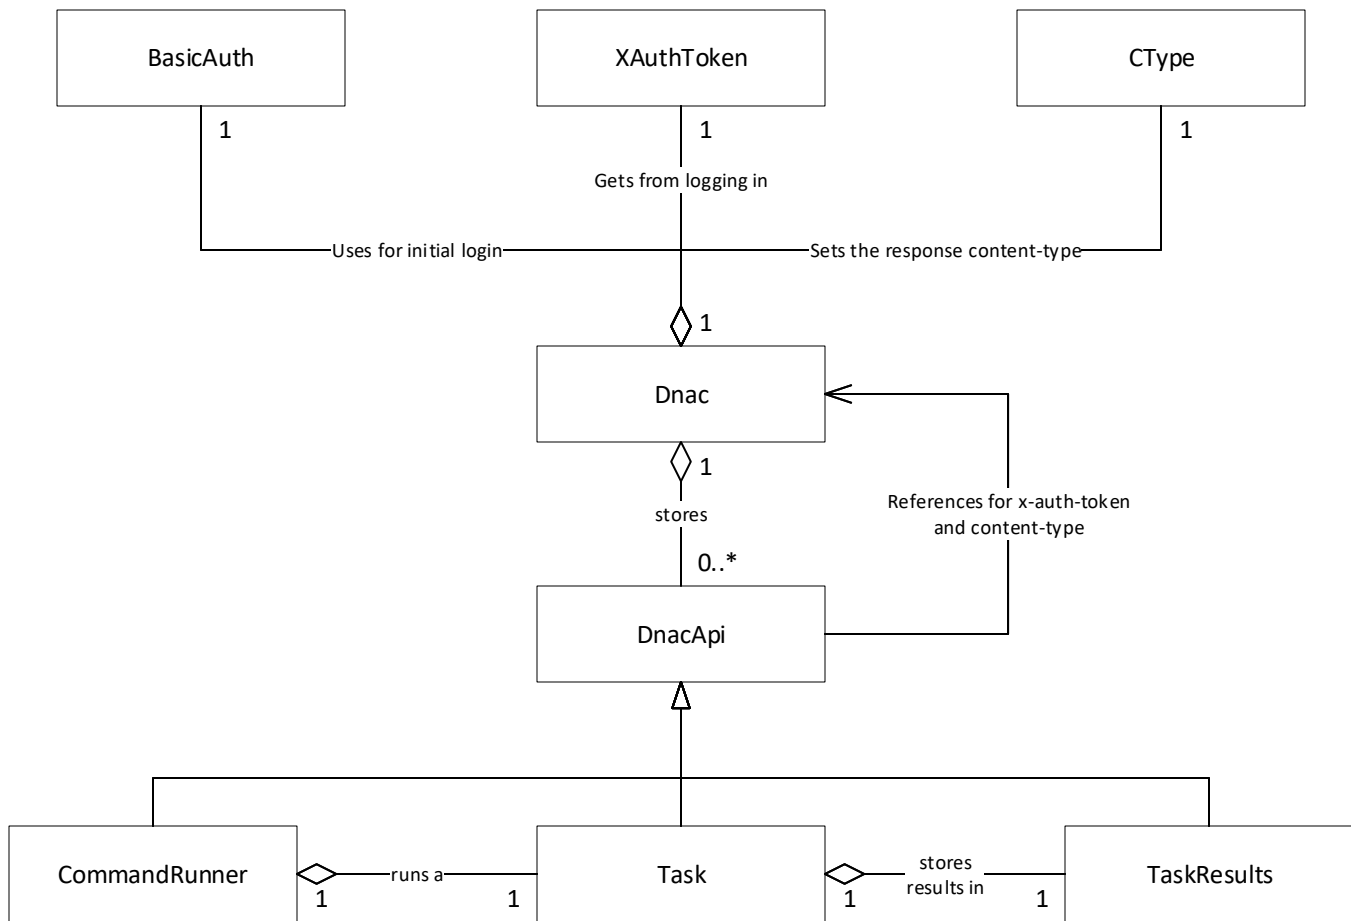 BasicAuth
XAuthToken
CType
1
1
1
Gets from logging in
Uses for initial login
Sets the response content-type
1
Dnac
1
stores
References for x-auth-token
and content-type
0..*
DnacApi
CommandRunner
runs a
Task
stores
results in
TaskResults
1
1
1
1